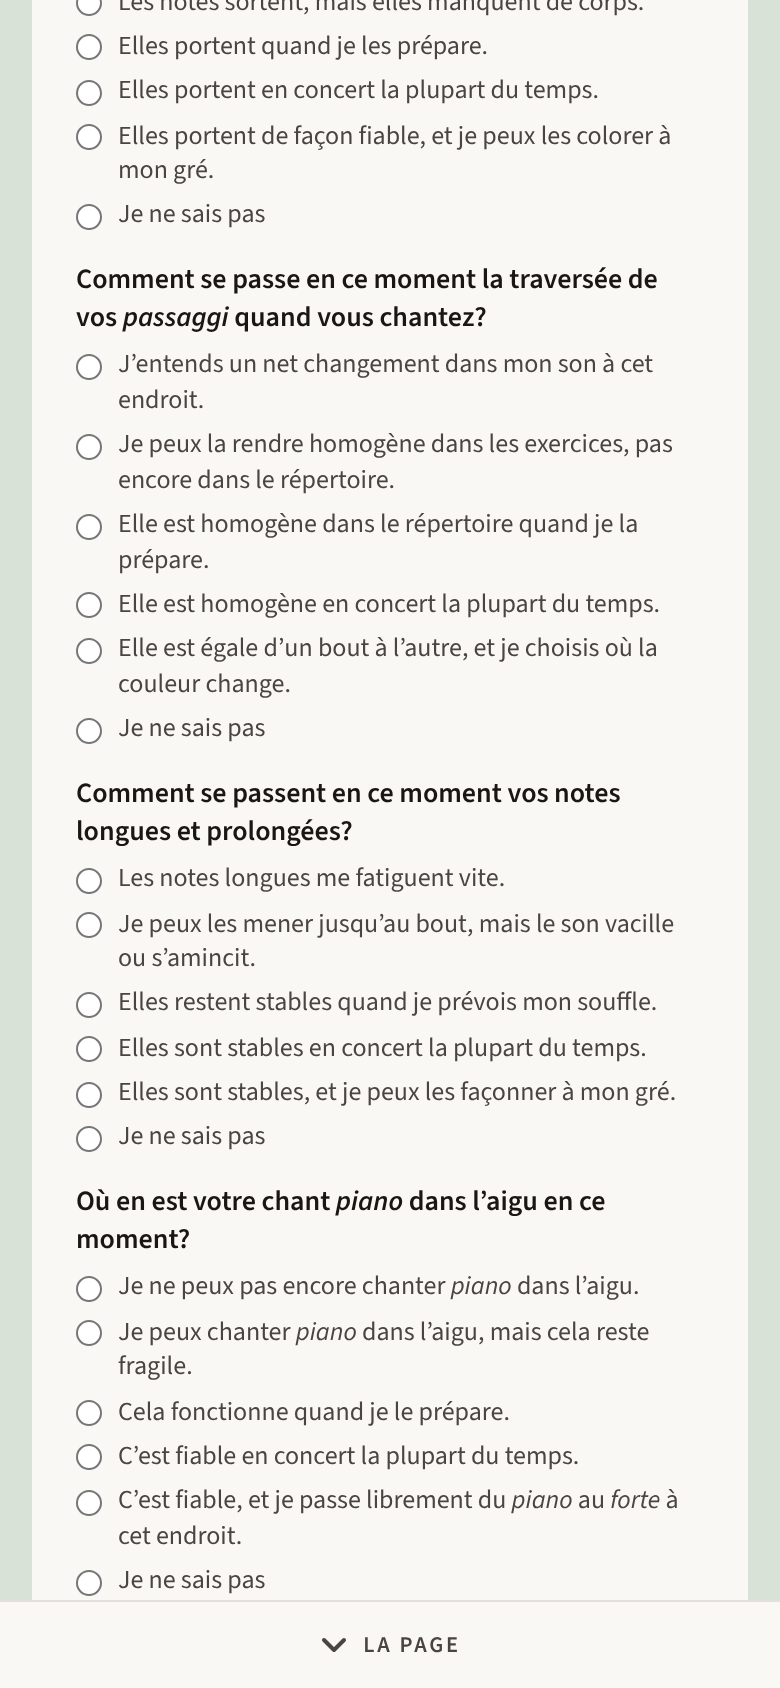 Les notes sortent, mais elles manquent de corps.
Elles portent quand je les prépare.
Elles portent en concert la plupart du temps.
Elles portent de façon fiable, et je peux les colorer à
mon gré.
Je ne sais pas
Comment se passe en ce moment la traversée de
vos passaggi quand vous chantez?
J’entends un net changement dans mon son à cet
endroit.
Je peux la rendre homogène dans les exercices, pas
encore dans le répertoire.
Elle est homogène dans le répertoire quand je la
prépare.
Elle est homogène en concert la plupart du temps.
Elle est égale d’un bout à l’autre, et je choisis où la
couleur change.
Je ne sais pas
Comment se passent en ce moment vos notes
longues et prolongées?
Les notes longues me fatiguent vite.
Je peux les mener jusqu’au bout, mais le son vacille
ou s’amincit.
Elles restent stables quand je prévois mon souffle.
Elles sont stables en concert la plupart du temps.
Elles sont stables, et je peux les façonner à mon gré.
Je ne sais pas
Où en est votre chant piano dans l’aigu en ce
moment?
Je ne peux pas encore chanter piano dans l’aigu.
Je peux chanter piano dans l’aigu, mais cela reste
fragile.
Cela fonctionne quand je le prépare.
C’est fiable en concert la plupart du temps.
C’est fiable, et je passe librement du piano au forte à
cet endroit.
Je ne sais pas
LA PAGE